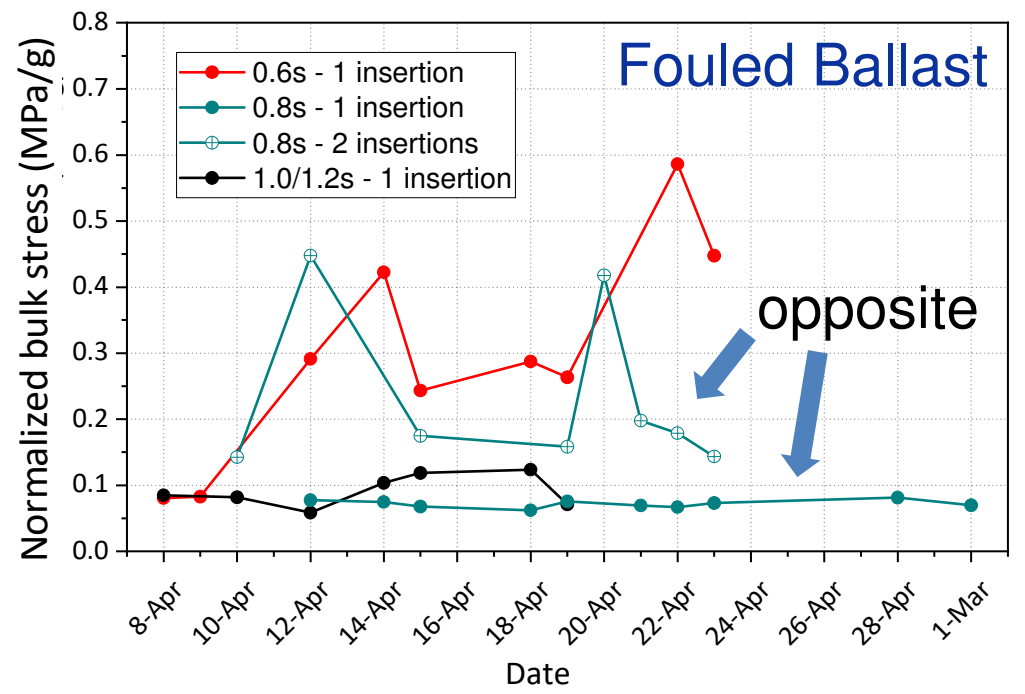 Fouled Ballast
0.6s - 1 insertion
0.8s - 1 insertion
0.8s - 2 insertions
1.0/1.2s - 1 insertion
opposite
Normalized bulk stress (MPa/g)
0.8
0.7
0.6
0.5
0.4
0.3
0.2
0.1
0.0
8-Apr
10-Apr
12-Apr
14-Apr
16-Apr
18-Apr
20-Apr
22-Apr
24-Apr
26-Apr
28-Apr
1-Mar
Date